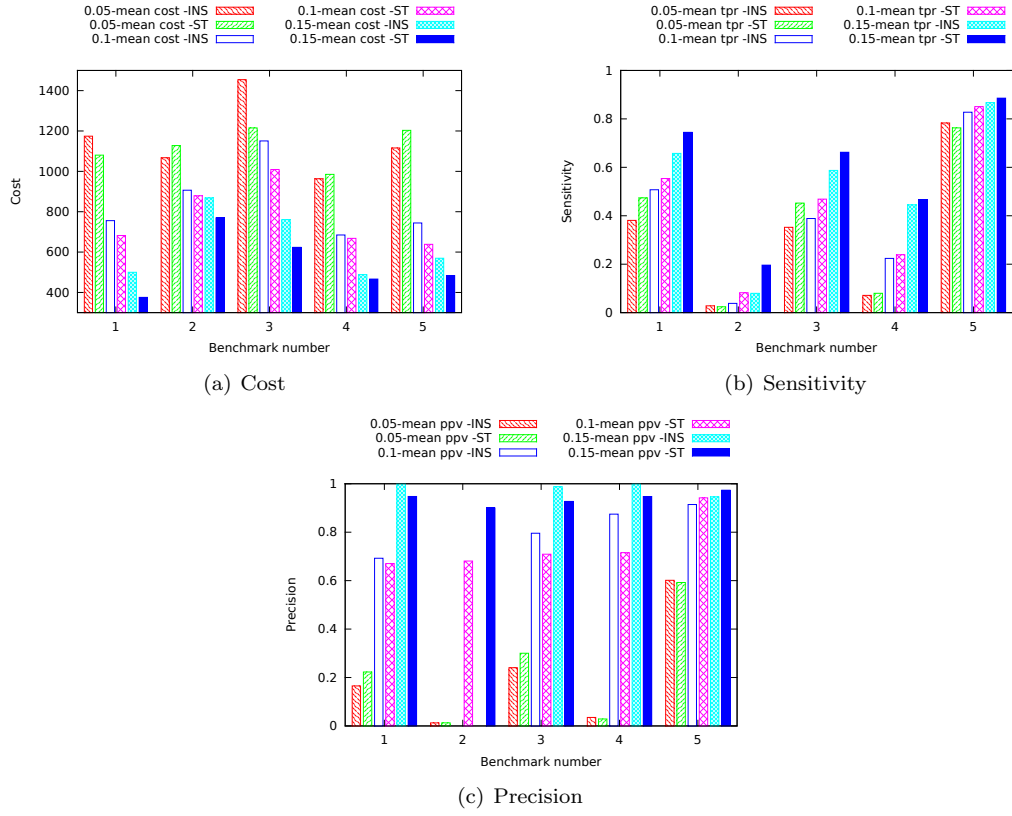 0.05-mean cost -INS
0.05-mean cost -ST
0.1-mean cost -INS
0.1-mean cost -ST
0.15-mean cost -INS
0.15-mean cost -ST
1400
1200
1000
800
600
400
Cost
1 2 3 4 5
Benchmark number
(a) Cost
0.05-mean tpr -INS
0.05-mean tpr -ST
0.1-mean tpr -INS
0.1-mean tpr -ST
0.15-mean tpr -INS
0.15-mean tpr -ST
1
0.8
0.6
0.4
0.2
0
Sensitivity
1 2 3 4 5
Benchmark number
(b) Sensitivity
0.05-mean ppv -INS
0.05-mean ppv -ST
0.1-mean ppv -INS
0.1-mean ppv -ST
0.15-mean ppv -INS
0.15-mean ppv -ST
1
0.8
0.6
0.4
0.2
0
Precision
1 2 3 4 5
Benchmark number
(c) Precision